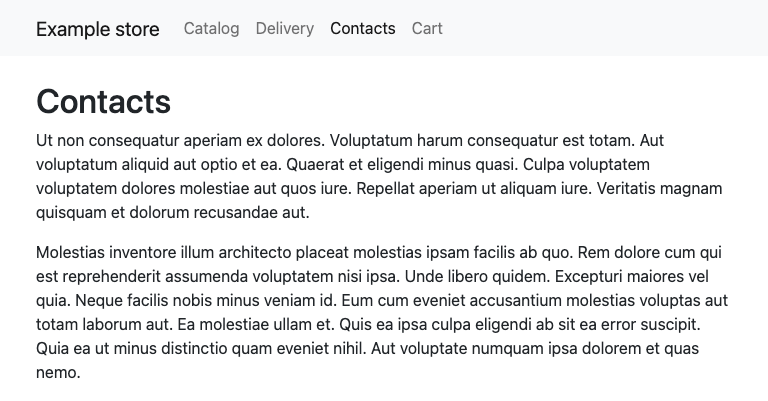 Example store Catalog Delivery Contacts Cart
Contacts
Ut non consequatur aperiam ex dolores. Voluptatum harum consequatur est totam. Aut
voluptatum aliquid aut optio et ea. Quaerat et eligendi minus quasi. Culpa voluptatem
voluptatem dolores molestiae aut quos iure. Repellat aperiam ut aliquam iure. Veritatis magnam
quisquam et dolorum recusandae aut.
Molestias inventore illum architecto placeat molestias ipsam facilis ab quo. Rem dolore cum qui
est reprehenderit assumenda voluptatem nisi ipsa. Unde libero quidem. Excepturi maiores vel
quia. Neque facilis nobis minus veniam id. Eum cum eveniet accusantium molestias voluptas aut
totam laborum aut. Ea molestiae ullam et. Quis ea ipsa culpa eligendi ab sit ea error suscipit.
Quia ea ut minus distinctio quam eveniet nihil. Aut voluptate numquam ipsa dolorem et quas
nemo.